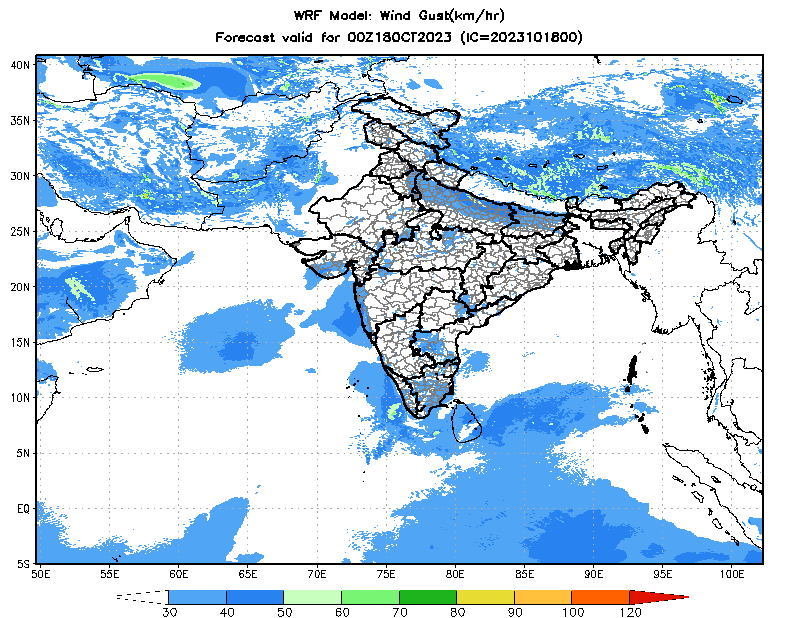 WRF Model: Wind Gust(km/hr)
Forecast valid for 00Z18OCT2023 (IC=2023101800)
40N
35N
30N
25N
20N
15N
10N
5N
EQ
5S
50E 55E 60E 65E 70E 75E 80E 85E 90E 95E 100E
30 40 50 60 70 80 90 100 120